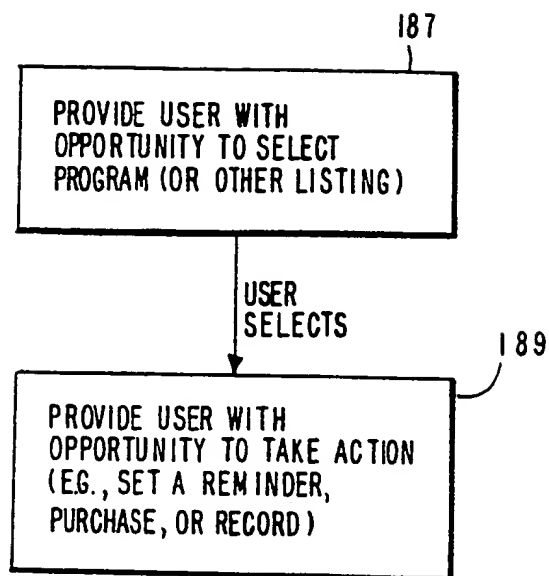 187
PROVIDE USER WITH
OPPORTUNITY TO SELECT
PROGRAM (OR OTHER LISTING)
USER
SELECTS
189
PROVIDE USER WITH
OPPORTUNITY TO TAKE ACTION
(E.G., SET A REMINDER,
PURCHASE, OR RECORD)